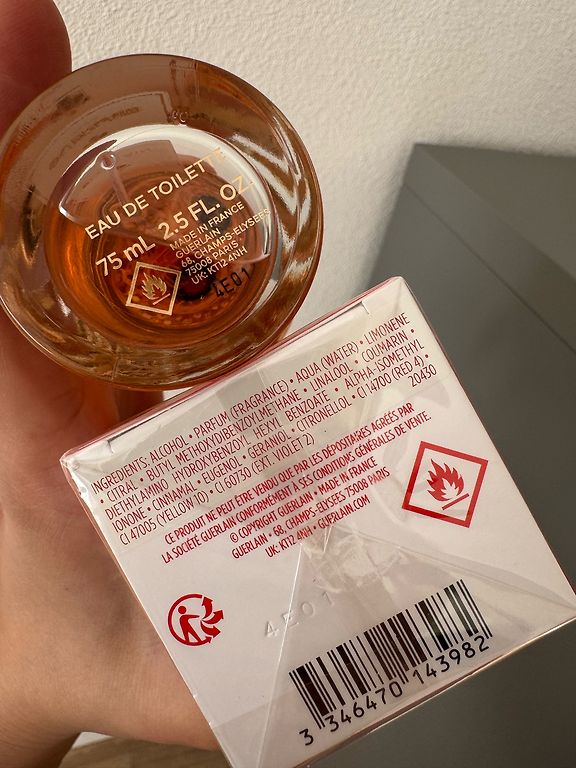 EAU DE TOILETTE
75 mL 2.5 FL. OZ.
MADE IN FRANCE
GUERLAIN
68, CHAMPS-ELYSEES
75008 PARIS
UK: KT12 4NH
4E01
INGREDIENTS: ALCOHOL • PARFUM (FRAGRANCE) • AQUA (WATER) • LIMONENE
• CITRAL • BUTYL METHOXYDIBENZOYLMETHANE • LINALOOL • COUMARIN •
DIETHYLAMINO HYDROXYBENZOYL HEXYL BENZOATE • ALPHA-ISOMETHYL
IONONE • CINNAMAL • EUGENOL • GERANIOL • CITRONELLOL • CI 14700 (RED 4) •
CI 47005 (YELLOW 10) • CI 60730 (EXT. VIOLET 2) 20430
CE PRODUIT NE PEUT ÊTRE VENDU QUE PAR LES DÉPOSITAIRES AGRÉÉS PAR
LA SOCIÉTÉ GUERLAIN CONFORMÉMENT À SES CONDITIONS GÉNÉRALES DE VENTE.
© COPYRIGHT GUERLAIN • MADE IN FRANCE
GUERLAIN • 68, CHAMPS-ELYSÉES 75008 PARIS
UK: KT12 4NH • GUERLAIN.COM
4E01
3 346470 143982